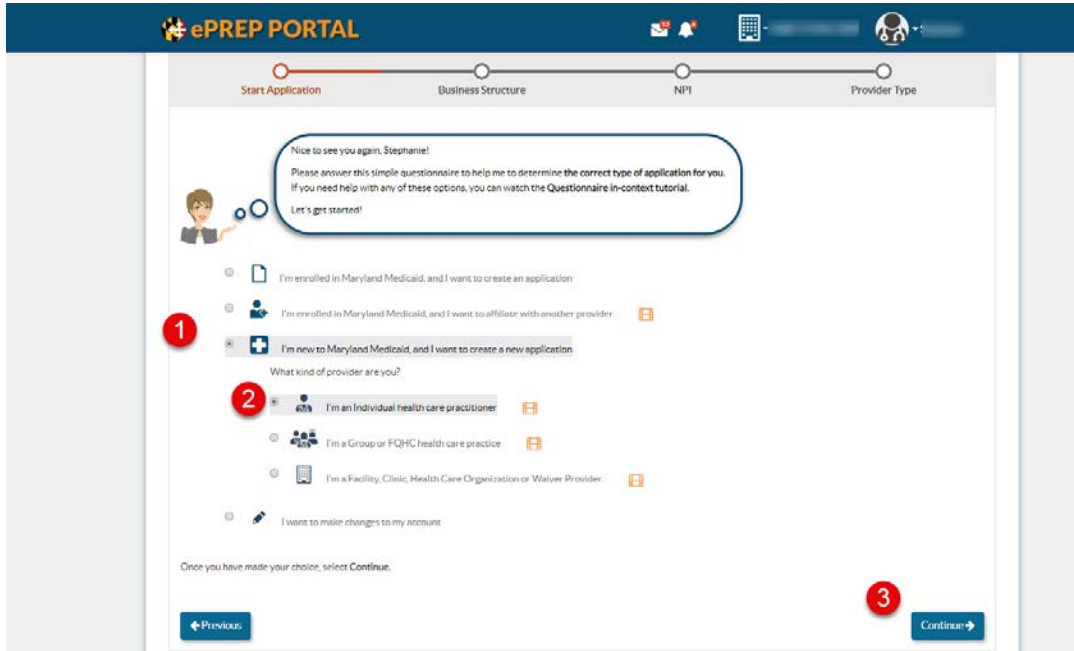 ePREP PORTAL
Start Application
Business Structure
NPI
Provider Type
Nice to see you again, Stephanie!
Please answer this simple questionnaire to help me to determine the correct type of application for you.
If you need help with any of these options, you can watch the Questionnaire in-context tutorial.
Let's get started!
I'm enrolled in Maryland Medicaid, and I want to create an application
I'm enrolled in Maryland Medicaid, and I want to affiliate with another provider
1
I'm new to Maryland Medicaid, and I want to create a new application
What kind of provider are you?
2
I'm an Individual health care practitioner
I'm a Group or FQHC health care practice
I'm a Facility, Clinic, Health Care Organization or Waiver Provider.
I want to make changes to my account
Once you have made your choice, select Continue.
3
Previous
Continue